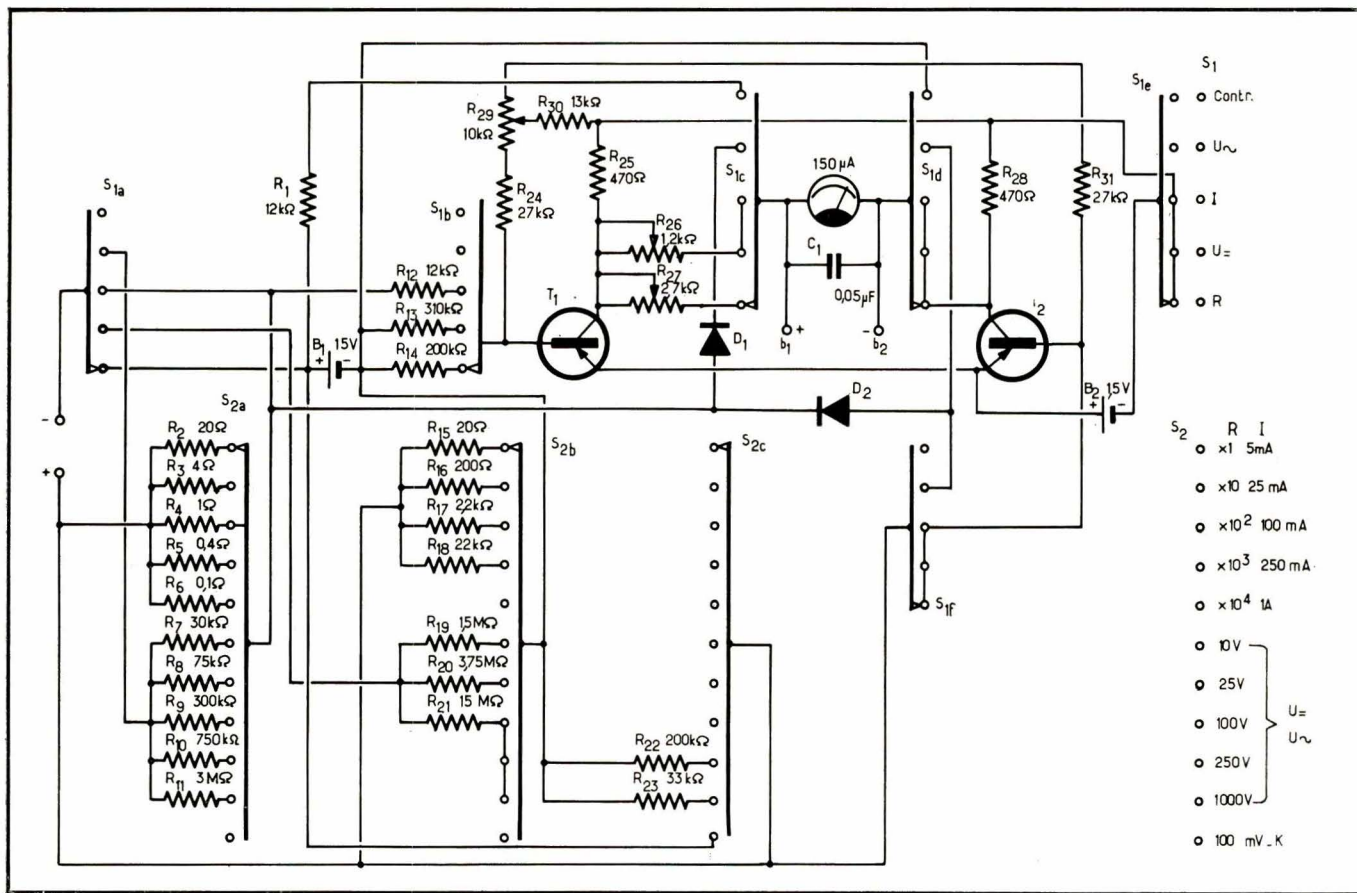 S1
S1e
Contr.
U~
I
U=
R
R29
10kΩ
R30 13kΩ
R1
12kΩ
R25
470Ω
150µA
R28
470Ω
R31
27kΩ
S1a
S1b
S1c
S1d
R24
27kΩ
R26
1,2kΩ
C1
0,05µF
R27
2,7kΩ
R12 12kΩ
R13 310kΩ
R14 200kΩ
T1
D1
b1 +
- b2
B1 1,5V
+ -
D2
B2 1,5V
+ -
-
+
S2a
S2b
S2c
S1f
R2 20Ω
R3 4Ω
R4 1Ω
R5 0,4Ω
R6 0,1Ω
R7 30kΩ
R8 75kΩ
R9 300kΩ
R10 750kΩ
R11 3MΩ
R15 20Ω
R16 200Ω
R17 2,2kΩ
R18 22kΩ
R19 1,5MΩ
R20 3,75MΩ
R21 15 MΩ
R22 200kΩ
R23 33kΩ
S2 R I
×1 5mA
×10 25 mA
×10² 100 mA
×10³ 250 mA
×10⁴ 1A
10V
25V
100V
U=
U~
250V
1000V
100 mV_K